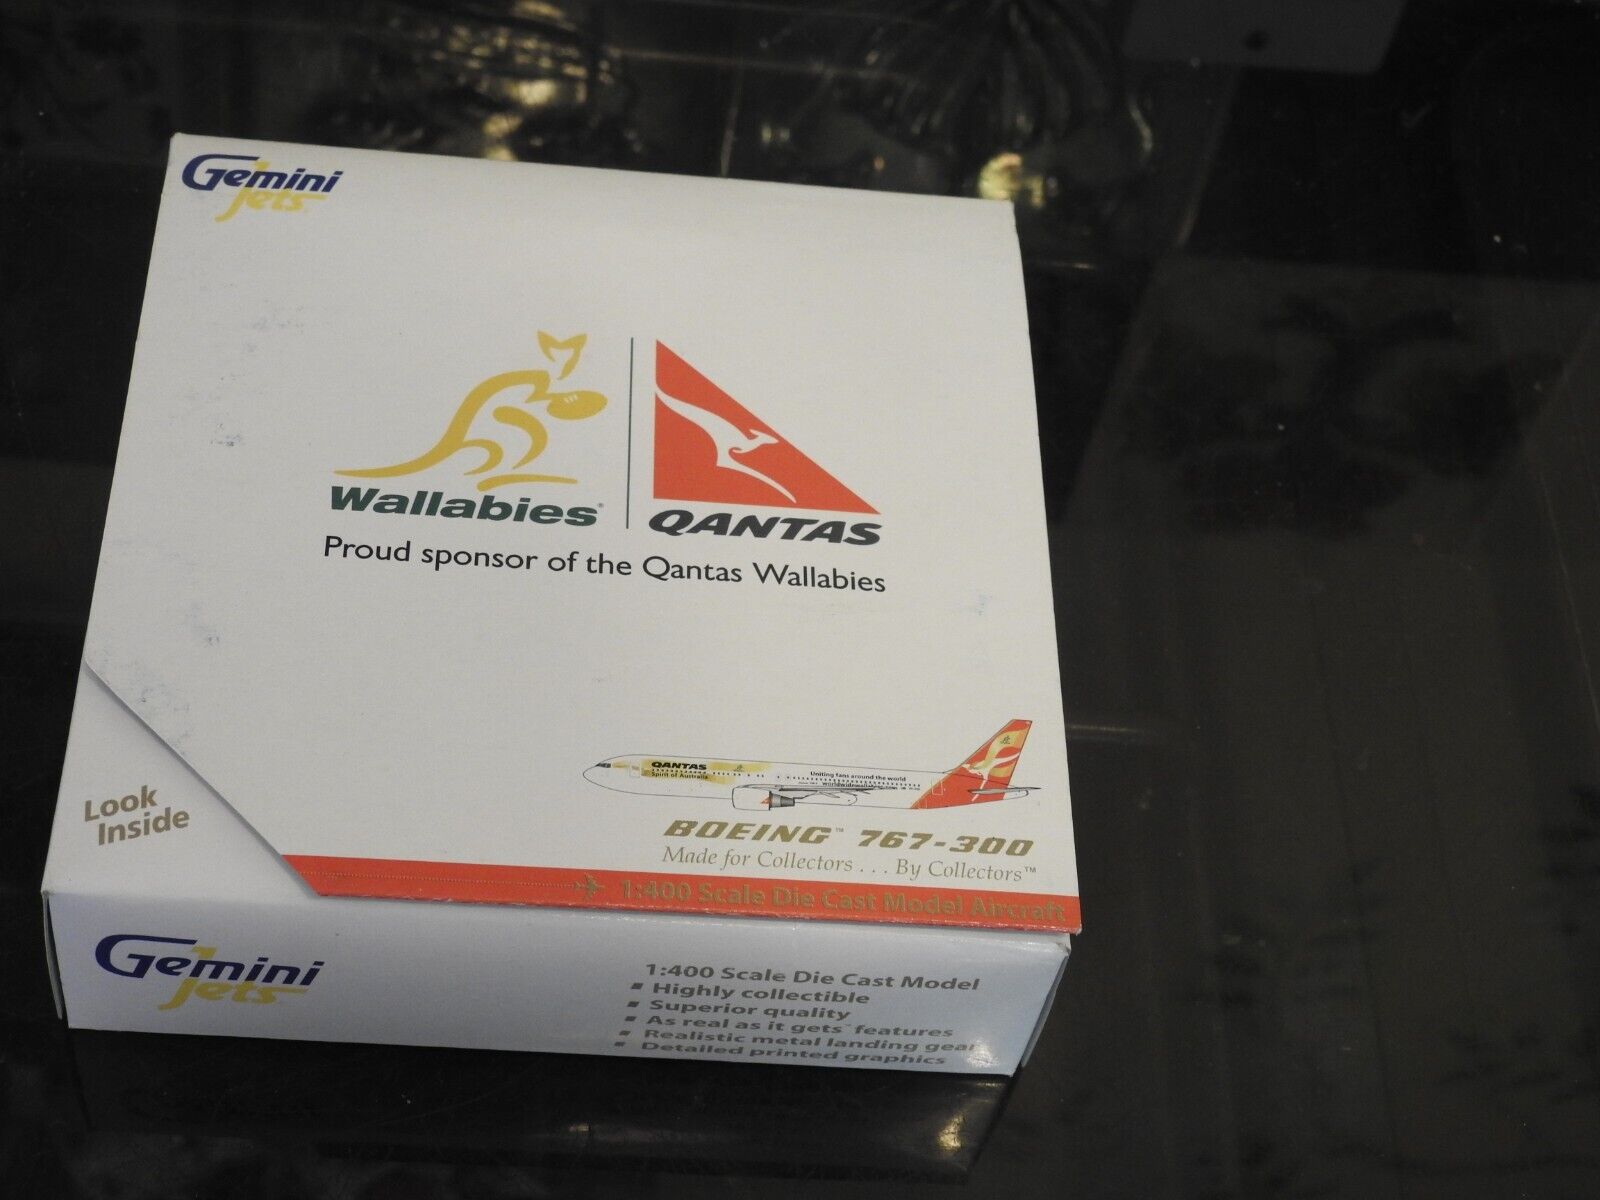 Gemini
Jets
Wallabies®
QANTAS
Proud sponsor of the Qantas Wallabies
QANTAS
Spirit of Australia
Uniting fans around the world
Look
Inside
BOEING™ 767-300
Made for Collectors . . . By Collectors™
1:400 Scale Die Cast Model Aircraft
Gemini
Jets
1:400 Scale Die Cast Model
▪ Highly collectible
▪ Superior quality
▪ As real as it gets™ features
▪ Realistic metal landing gear
▪ Detailed printed graphics